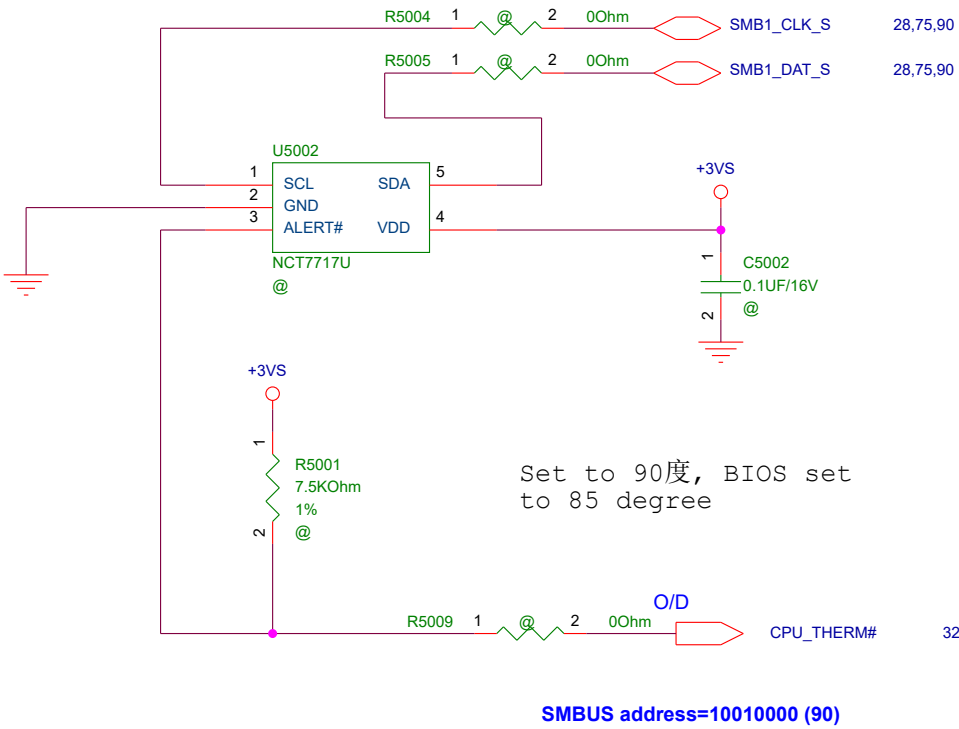 R5004 1 @ 2 0Ohm SMB1_CLK_S 28,75,90
R5005 1 @ 2 0Ohm SMB1_DAT_S 28,75,90
U5002
1 SCL SDA 5
2 GND
3 ALERT# VDD 4
NCT7717U
@
+3VS
1 C5002
0.1UF/16V
2 @
+3VS
1 R5001
7.5KOhm
1%
2 @
Set to 90度, BIOS set
to 85 degree
O/D
R5009 1 @ 2 0Ohm CPU_THERM# 32
SMBUS address=10010000 (90)